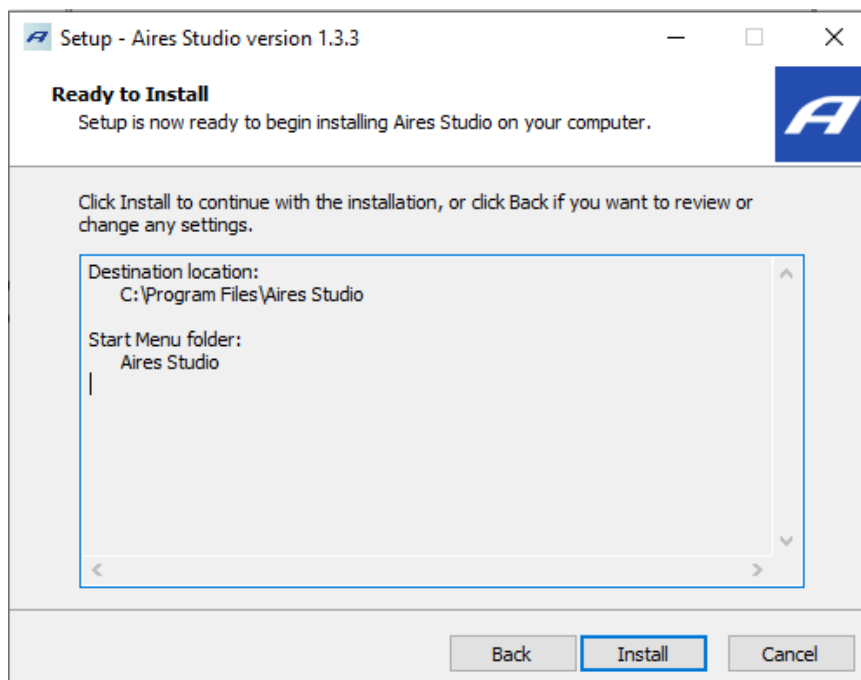 Setup - Aires Studio version 1.3.3
Ready to Install
Setup is now ready to begin installing Aires Studio on your computer.
Click Install to continue with the installation, or click Back if you want to review or
change any settings.
Destination location:
C:\Program Files\Aires Studio
Start Menu folder:
Aires Studio
Back
Install
Cancel